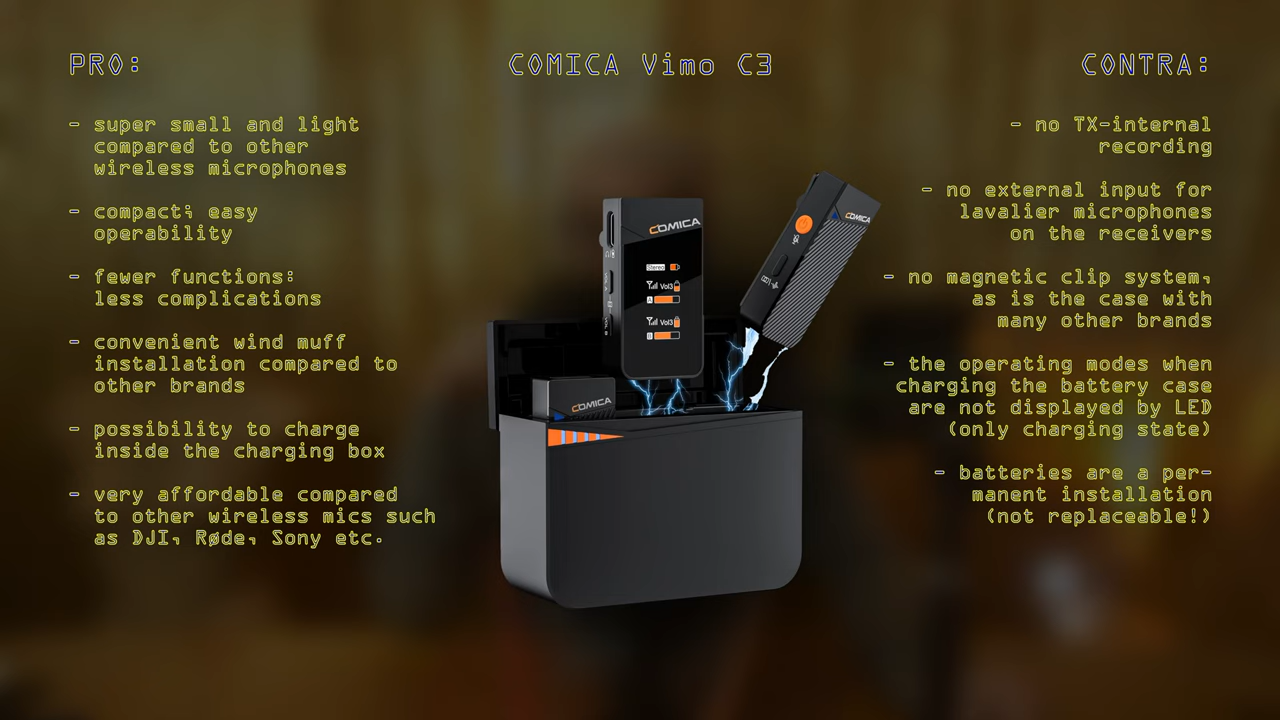 PRO:
- super small and light
compared to other
wireless microphones
- compact; easy
operability
- fewer functions:
less complications
- convenient wind muff
installation compared to
other brands
- possibility to charge
inside the charging box
- very affordable compared
to other wireless mics such
as DJI, Røde, Sony etc.
COMICA Vimo C3
COMICA
Stereo
Vol3
A
Vol3
B
COMICA
COMICA
CONTRA:
- no TX-internal
recording
- no external input for
lavalier microphones
on the receivers
- no magnetic clip system,
as is the case with
many other brands
- the operating modes when
charging the battery case
are not displayed by LED
(only charging state)
- batteries are a per-
manent installation
(not replaceable!)